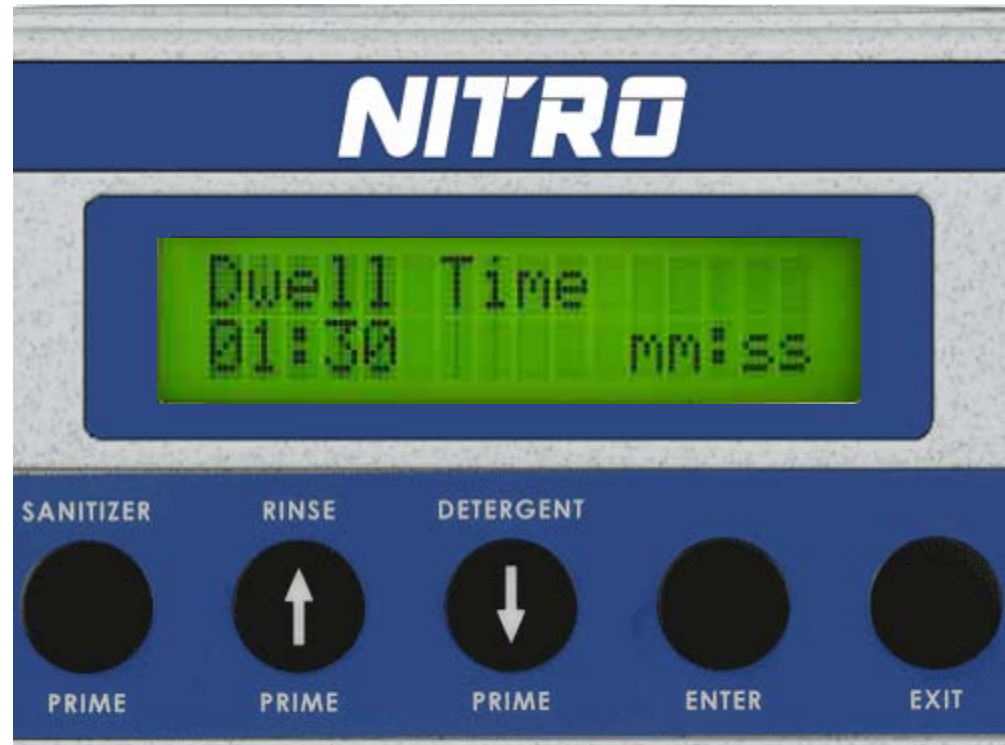 NITRO
Dwell Time
01:30 mm:ss
SANITIZER RINSE DETERGENT
PRIME PRIME PRIME ENTER EXIT